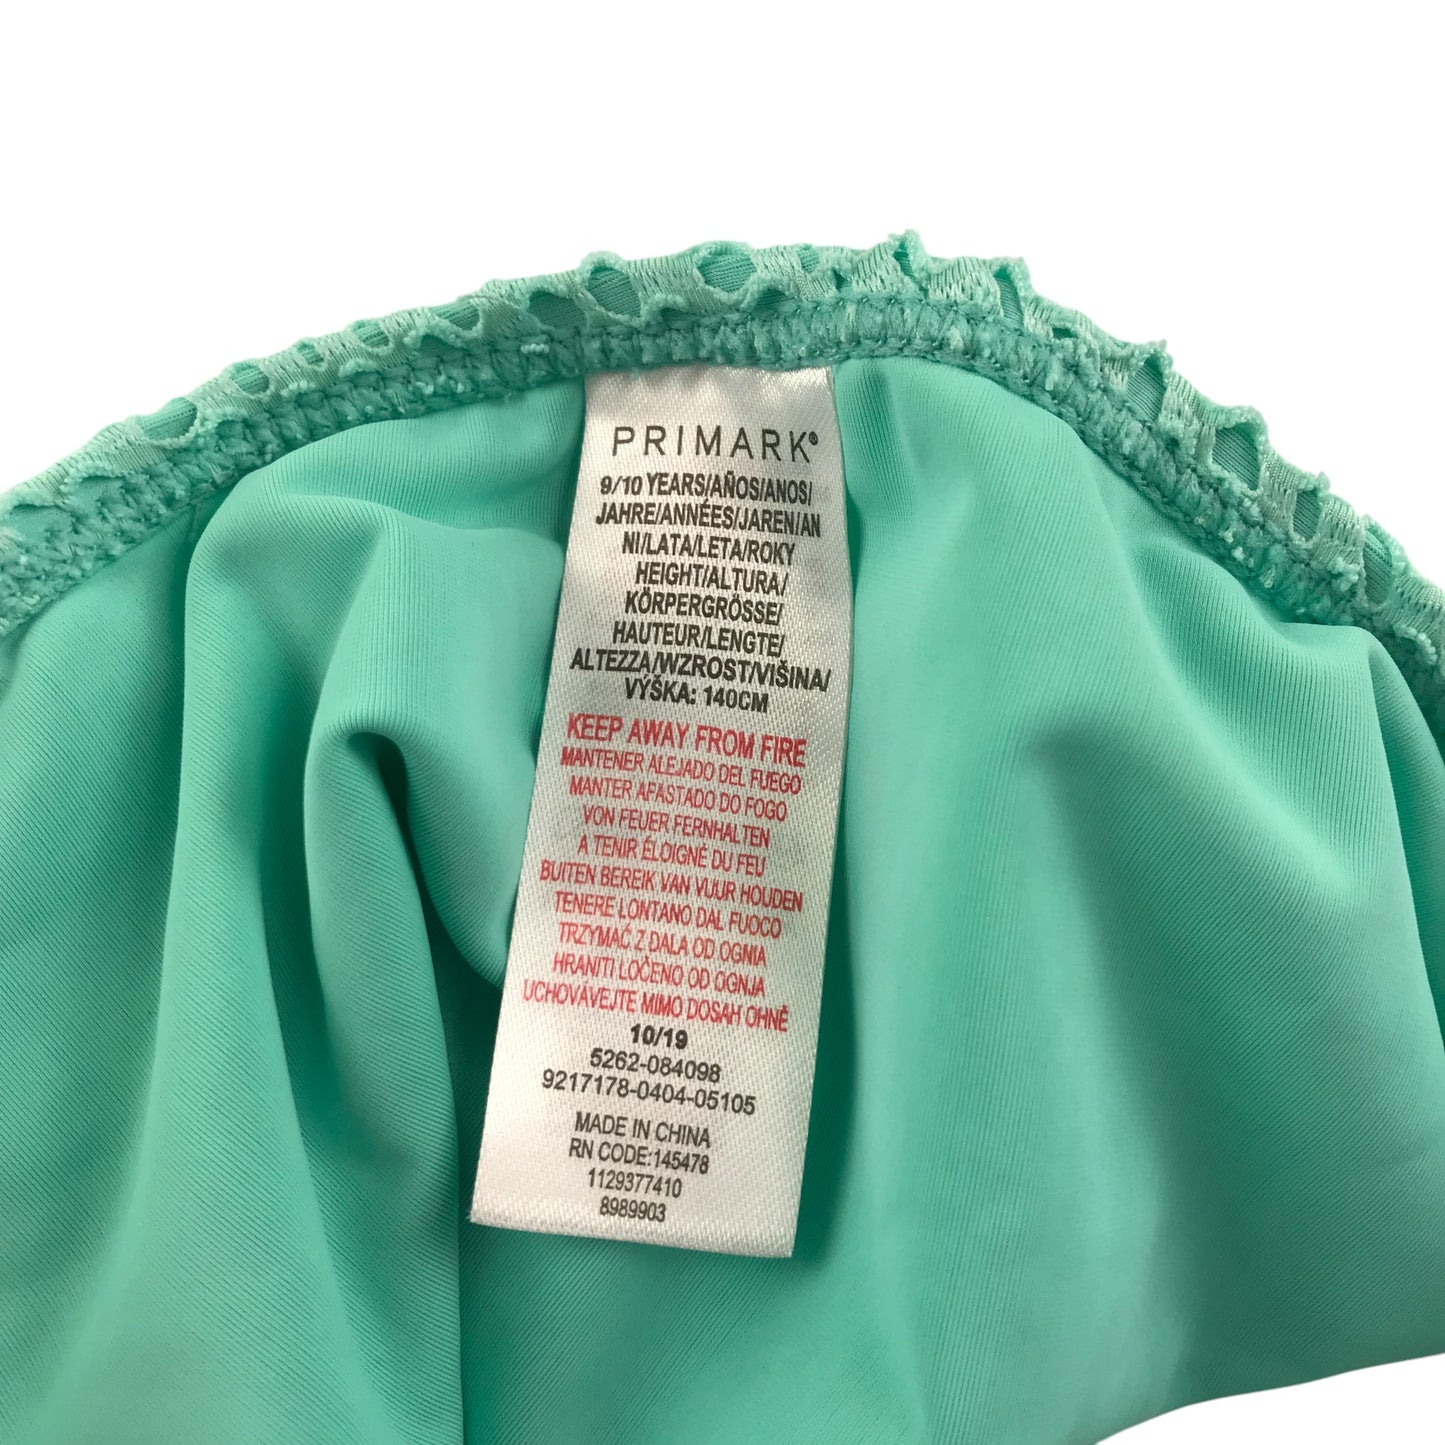 PRIMARK®
9/10 YEARS/AÑOS/ANOS/
JAHRE/ANNÉES/JAREN/AN
NI/LATA/LETA/ROKY
HEIGHT/ALTURA/
KÖRPERGRÖSSE/
HAUTEUR/LENGTE/
ALTEZZA/WZROST/VIŠINA/
VÝŠKA: 140CM
KEEP AWAY FROM FIRE
MANTENER ALEJADO DEL FUEGO
MANTER AFASTADO DO FOGO
VON FEUER FERNHALTEN
A TENIR ÉLOIGNÉ DU FEU
BUITEN BEREIK VAN VUUR HOUDEN
TENERE LONTANO DAL FUOCO
TRZYMAĆ Z DALA OD OGNIA
HRANITI LOČENO OD OGNJA
UCHOVÁVEJTE MIMO DOSAH OHNĚ
10/19
5262-084098
9217178-0404-05105
MADE IN CHINA
RN CODE:145478
1129377410
8989903